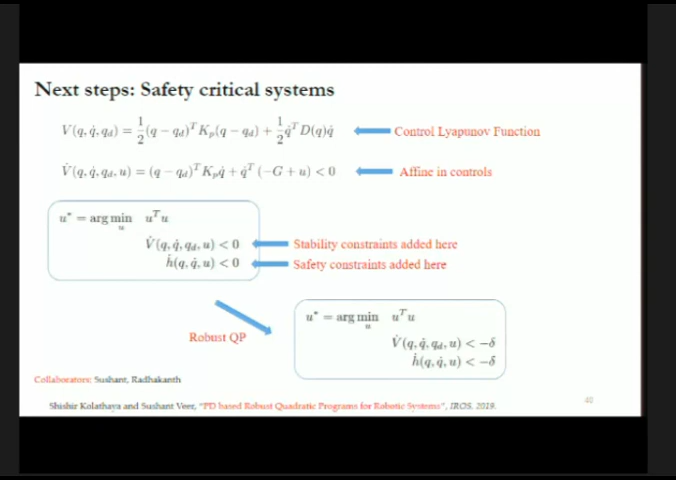 Next steps: Safety critical systems
V(q, q̇, q_d) = 1/2 (q − q_d)^T K_p(q − q_d) + 1/2 q̇^T D(q)q̇
Control Lyapunov Function
V̇(q, q̇, q_d, u) = (q − q_d)^T K_p q̇ + q̇^T (−G + u) < 0
Affine in controls
u* = arg min_u u^T u
V̇(q, q̇, q_d, u) < 0
Stability constraints added here
ḣ(q, q̇, u) < 0
Safety constraints added here
Robust QP
u* = arg min_u u^T u
V̇(q, q̇, q_d, u) < −δ
ḣ(q, q̇, u) < −δ
Collaborators: Sushant, Radhakanth
Shishir Kolathaya and Sushant Veer, "PD based Robust Quadratic Programs for Robotic Systems", IROS. 2019.
40